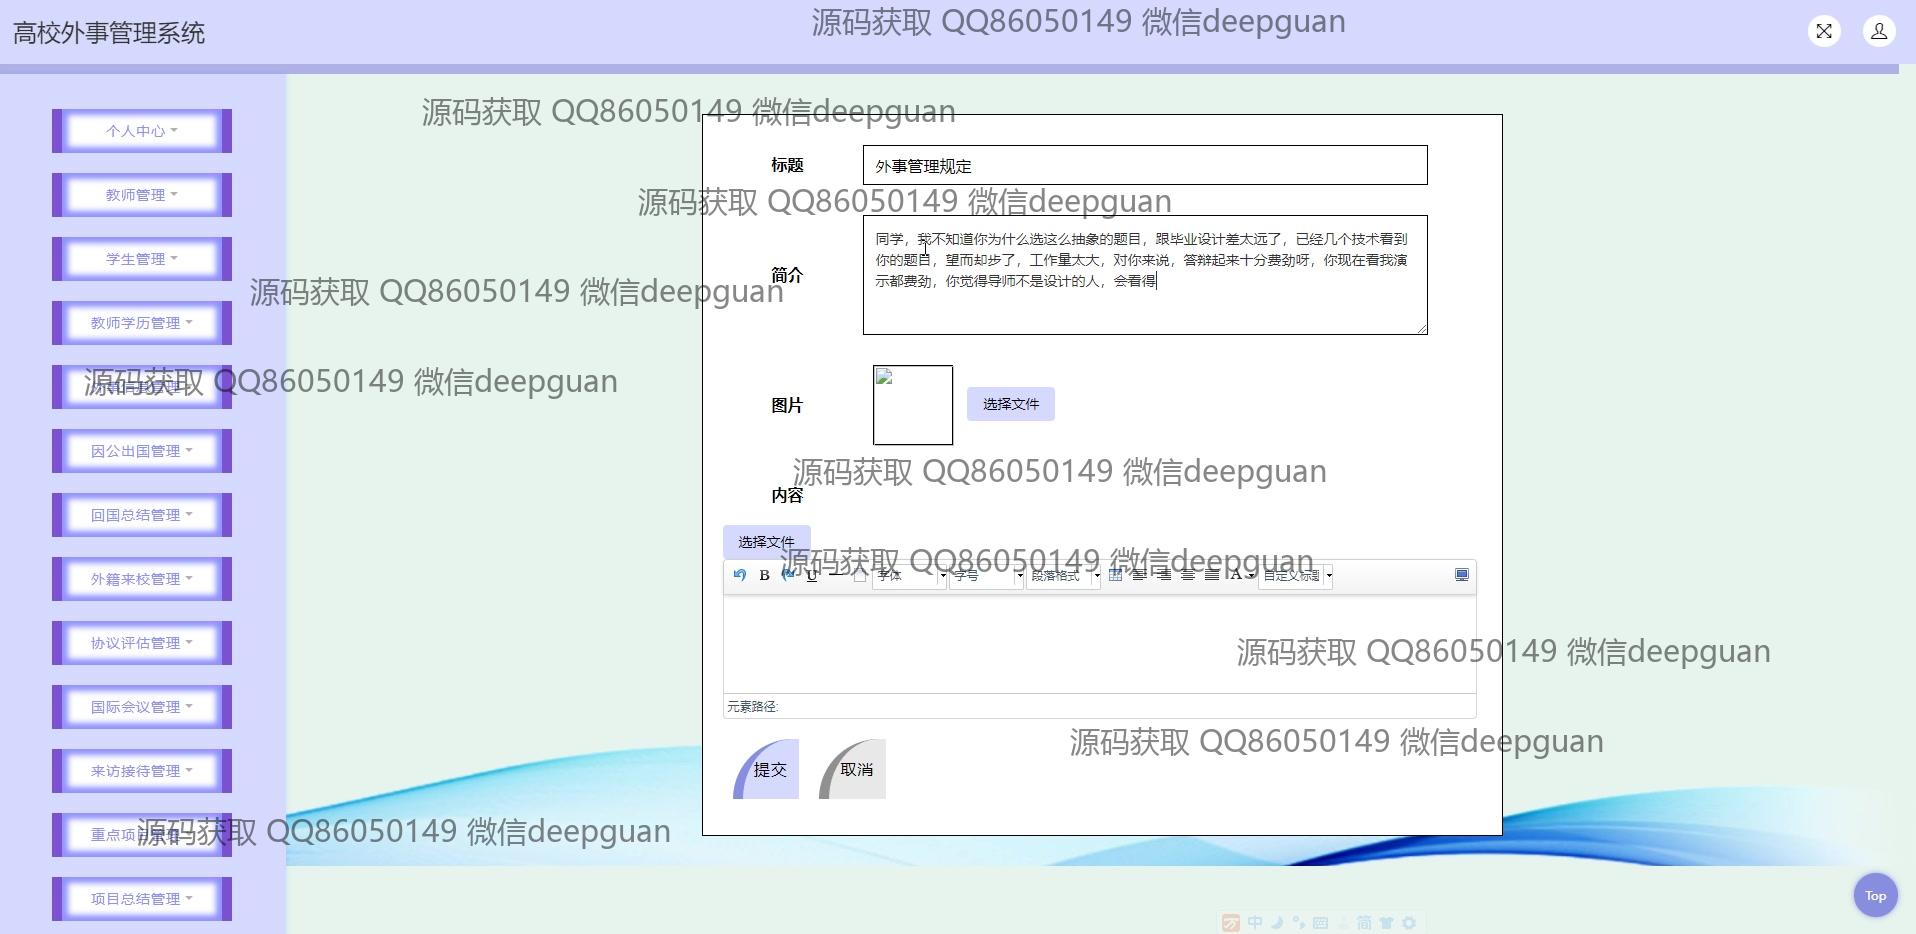 高校外事管理系统
源码获取 QQ86050149 微信deepguan
源码获取 QQ86050149 微信deepguan
个人中心
标题
外事管理规定
教师管理
源码获取 QQ86050149 微信deepguan
学生管理
简介
同学，我不知道你为什么选这么抽象的题目，跟毕业设计差太远了，已经几个技术看到
你的题目，望而却步了，工作量太大，对你来说，答辩起来十分费劲呀，你现在看我演
示都费劲，你觉得导师不是设计的人，会看得
源码获取 QQ86050149 微信deepguan
教师学历管理
源码获取 QQ86050149 微信deepguan
图片
选择文件
因公出国管理
源码获取 QQ86050149 微信deepguan
内容
回国总结管理
选择文件
源码获取 QQ86050149 微信deepguan
B U 字体 字号 段落格式 A 自定义标题
外籍来校管理
协议评估管理
源码获取 QQ86050149 微信deepguan
国际会议管理
元素路径:
源码获取 QQ86050149 微信deepguan
来访接待管理
提交
取消
重点项
源码获取 QQ86050149 微信deepguan
项目总结管理
Top
中 简